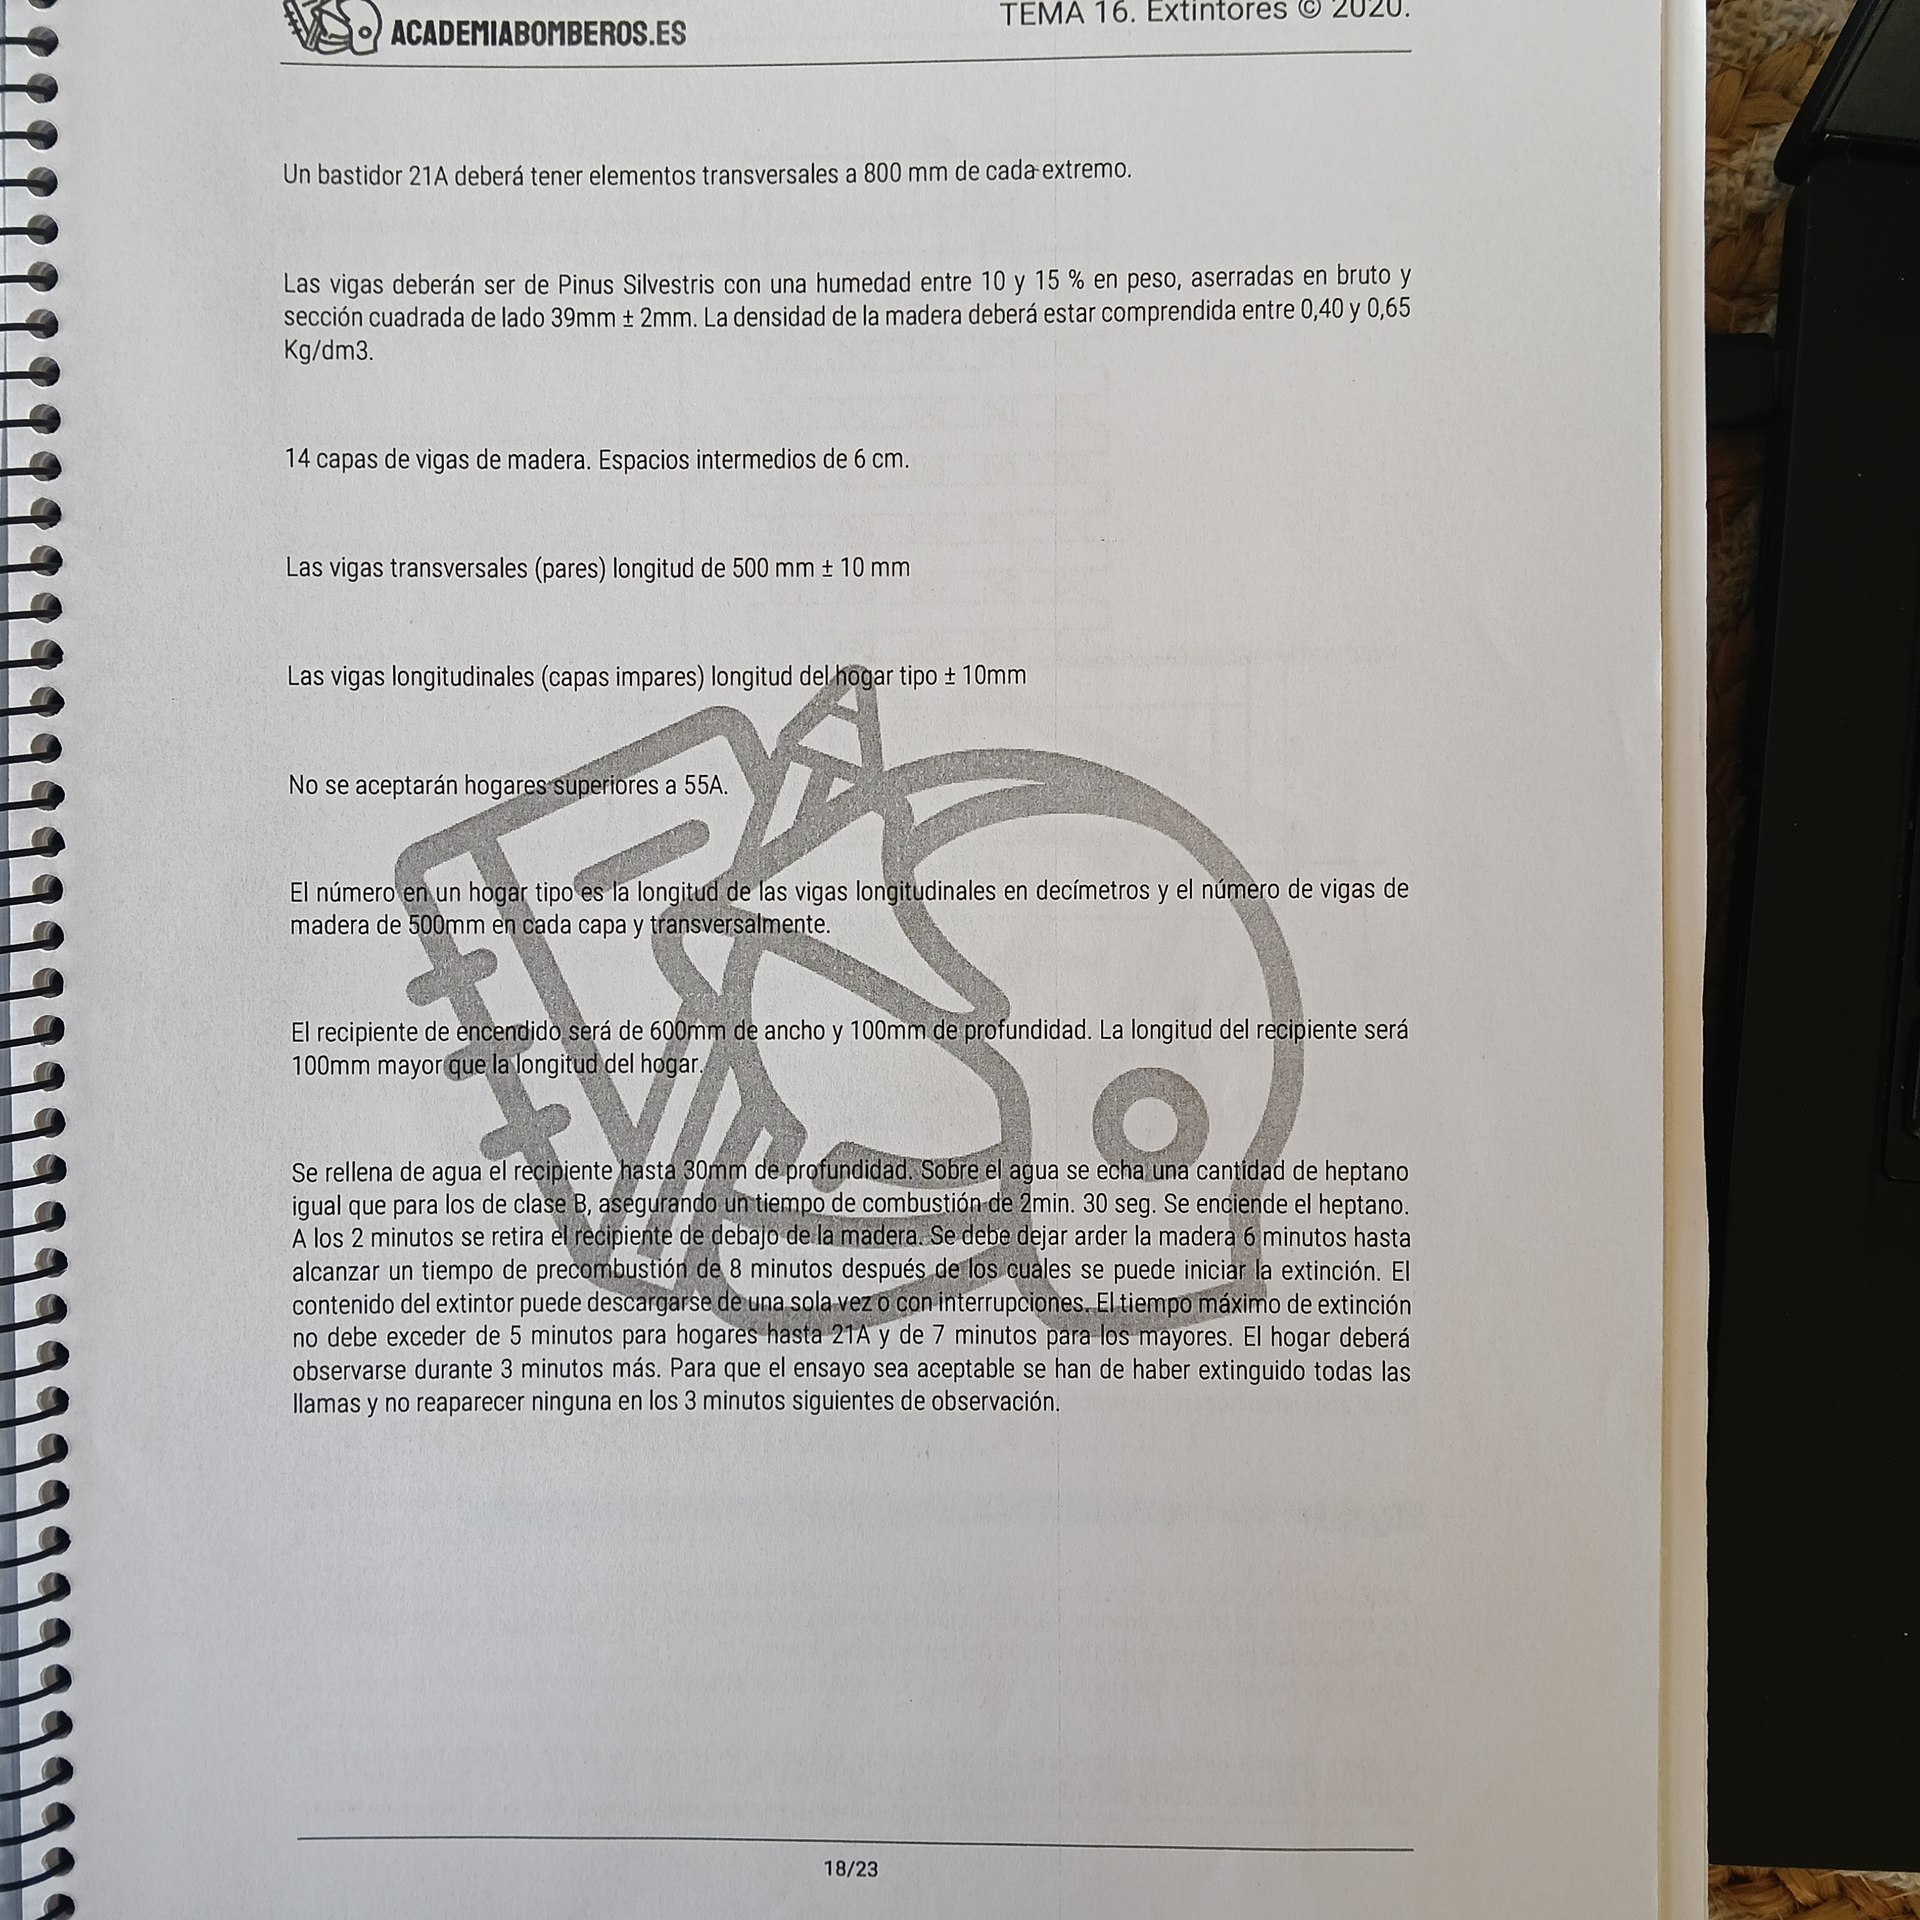 ACADEMIABOMBEROS.ES
TEMA 16. Extintores © 2020.
Un bastidor 21A deberá tener elementos transversales a 800 mm de cada extremo.
Las vigas deberán ser de Pinus Silvestris con una humedad entre 10 y 15 % en peso, aserradas en bruto y
sección cuadrada de lado 39mm ± 2mm. La densidad de la madera deberá estar comprendida entre 0,40 y 0,65
Kg/dm3.
14 capas de vigas de madera. Espacios intermedios de 6 cm.
Las vigas transversales (pares) longitud de 500 mm ± 10 mm
Las vigas longitudinales (capas impares) longitud del hogar tipo ± 10mm
No se aceptarán hogares superiores a 55A.
El número en un hogar tipo es la longitud de las vigas longitudinales en decímetros y el número de vigas de
madera de 500mm en cada capa y transversalmente.
El recipiente de encendido será de 600mm de ancho y 100mm de profundidad. La longitud del recipiente será
100mm mayor que la longitud del hogar.
Se rellena de agua el recipiente hasta 30mm de profundidad. Sobre el agua se echa una cantidad de heptano
igual que para los de clase B, asegurando un tiempo de combustión de 2min. 30 seg. Se enciende el heptano.
A los 2 minutos se retira el recipiente de debajo de la madera. Se debe dejar arder la madera 6 minutos hasta
alcanzar un tiempo de precombustión de 8 minutos después de los cuales se puede iniciar la extinción. El
contenido del extintor puede descargarse de una sola vez o con interrupciones. El tiempo máximo de extinción
no debe exceder de 5 minutos para hogares hasta 21A y de 7 minutos para los mayores. El hogar deberá
observarse durante 3 minutos más. Para que el ensayo sea aceptable se han de haber extinguido todas las
llamas y no reaparecer ninguna en los 3 minutos siguientes de observación.
18/23